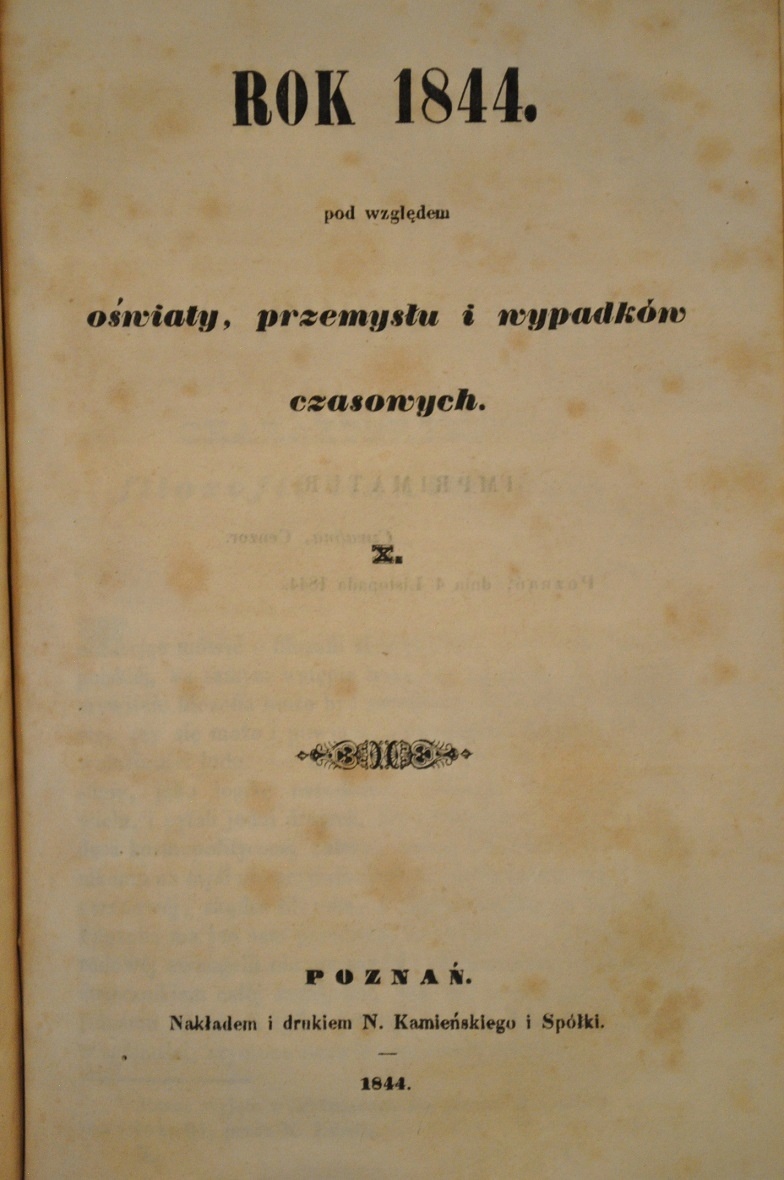 ROK 1844.
pod względem
oświaty, przemysłu i wypadków
czasowych.
X.
POZNAŃ.
Nakładem i drukiem N. Kamieńskiego i Spółki.
1844.